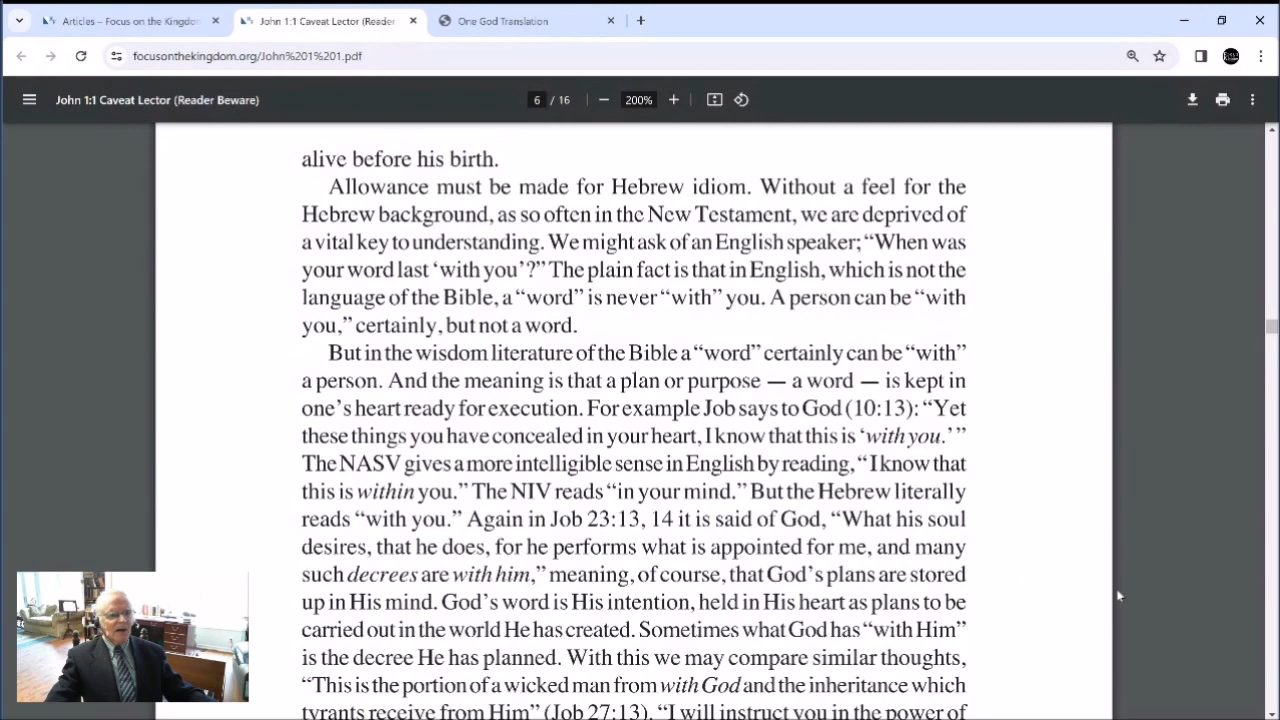 Articles – Focus on the Kingdo
John 1:1 Caveat Lector (Reader
One God Translation
focusonthekingdom.org/John%201%201.pdf
John 1:1 Caveat Lector (Reader Beware)
6 / 16
200%
alive before his birth.
Allowance must be made for Hebrew idiom. Without a feel for the
Hebrew background, as so often in the New Testament, we are deprived of
a vital key to understanding. We might ask of an English speaker; “When was
your word last ‘with you’?” The plain fact is that in English, which is not the
language of the Bible, a “word” is never “with” you. A person can be “with
you,” certainly, but not a word.
But in the wisdom literature of the Bible a “word” certainly can be “with”
a person. And the meaning is that a plan or purpose — a word — is kept in
one’s heart ready for execution. For example Job says to God (10:13): “Yet
these things you have concealed in your heart, I know that this is ‘with you.’”
The NASV gives a more intelligible sense in English by reading, “I know that
this is within you.” The NIV reads “in your mind.” But the Hebrew literally
reads “with you.” Again in Job 23:13, 14 it is said of God, “What his soul
desires, that he does, for he performs what is appointed for me, and many
such decrees are with him,” meaning, of course, that God’s plans are stored
up in His mind. God’s word is His intention, held in His heart as plans to be
carried out in the world He has created. Sometimes what God has “with Him”
is the decree He has planned. With this we may compare similar thoughts,
“This is the portion of a wicked man from with God and the inheritance which
tyrants receive from Him” (Job 27:13). “I will instruct you in the power of